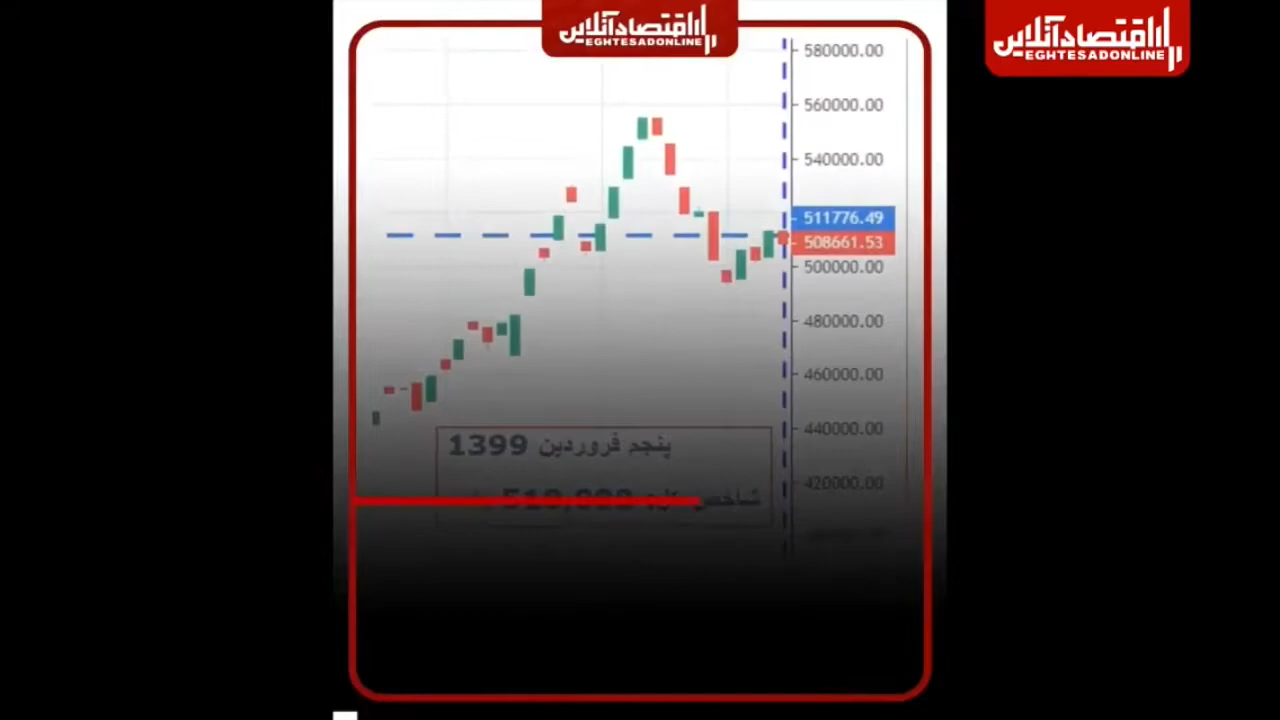 اقتصادآنلاین
EGHTESADONLINE
اقتصادآنلاین
EGHTESADONLINE
580000.00
560000.00
540000.00
511776.49
508661.53
500000.00
480000.00
460000.00
440000.00
420000.00
پنجم فروردین 1399
شاخص